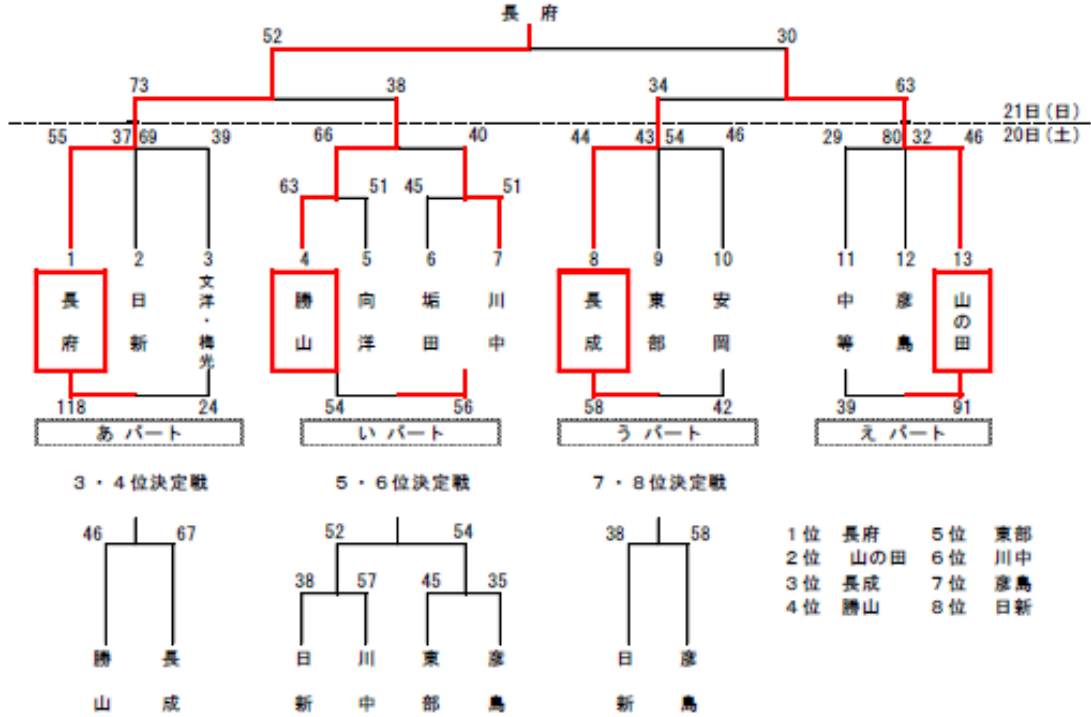 長府
52 30
73 38 34 63
21日(日)
20日(土)
55 37 69 39 66 40 44 43 54 46 29 80 32 46
63 51 45 51
1 2 3 4 5 6 7 8 9 10 11 12 13
長府 日新 文洋・梅光 勝山 向洋 垢田 川中 長成 東部 安岡 中等 彦島 山の田
118 24 54 56 58 42 39 91
あパート いパート うパート えパート
3・4位決定戦 5・6位決定戦 7・8位決定戦
46 67 52 54 38 58
38 57 45 35
勝山 長成 日新 川中 東部 彦島 日新 彦島
1位 長府 5位 東部
2位 山の田 6位 川中
3位 長成 7位 彦島
4位 勝山 8位 日新